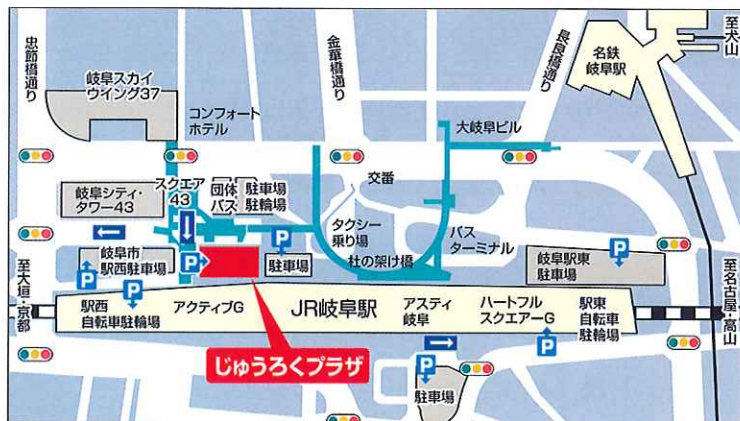 忠節橋通り
金華橋通り
長良橋通り
至犬山
名鉄
岐阜駅
岐阜スカイ
ウイング37
コンフォート
ホテル
大岐阜ビル
交番
岐阜シティ・
タワー43
スクエア
43
団体
バス
駐車場
駐輪場
タクシー
乗り場
バス
ターミナル
杜の架け橋
岐阜市
駅西駐車場
P
P
P
駐車場
岐阜駅東
駐車場
P
至大垣・京都
P
駅西
自転車駐輪場
アクティブG
JR岐阜駅
アスティ
岐阜
ハートフル
スクエアーG
P
駅東
自転車
駐輪場
至名古屋・高山
じゅうろくプラザ
P
駐車場